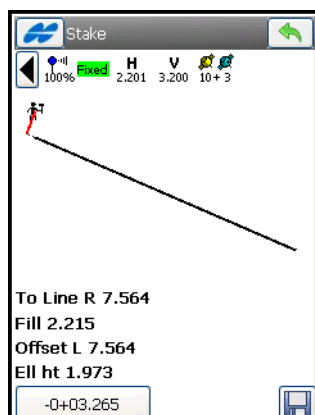 Stake
H V
100% Fixed 2.201 3.200 10+ 3
To Line R 7.564
Fill 2.215
Offset L 7.564
Ell ht 1.973
-0+03.265